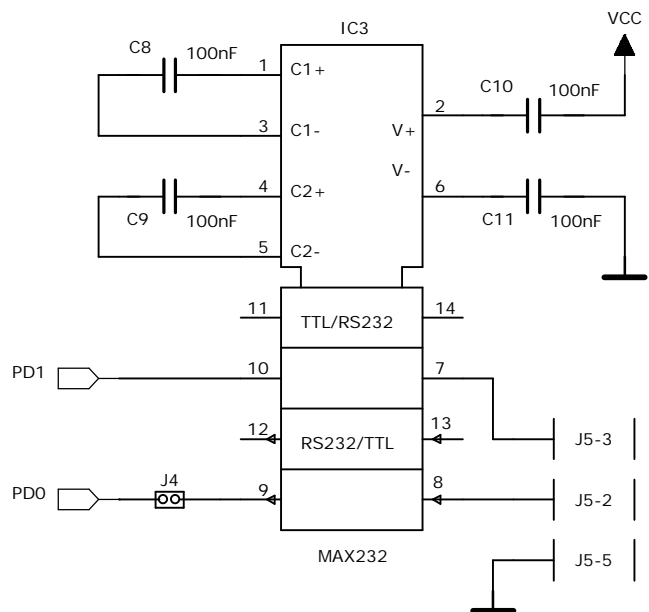 IC3
VCC
C8
100nF
1
C1+
3
C1-
C10
100nF
2
V+
V-
4
C2+
C9
100nF
5
C2-
6
C11
100nF
11
TTL/RS232
14
PD1
10
7
12
RS232/TTL
13
J5-3
PD0
J4
9
8
J5-2
MAX232
J5-5